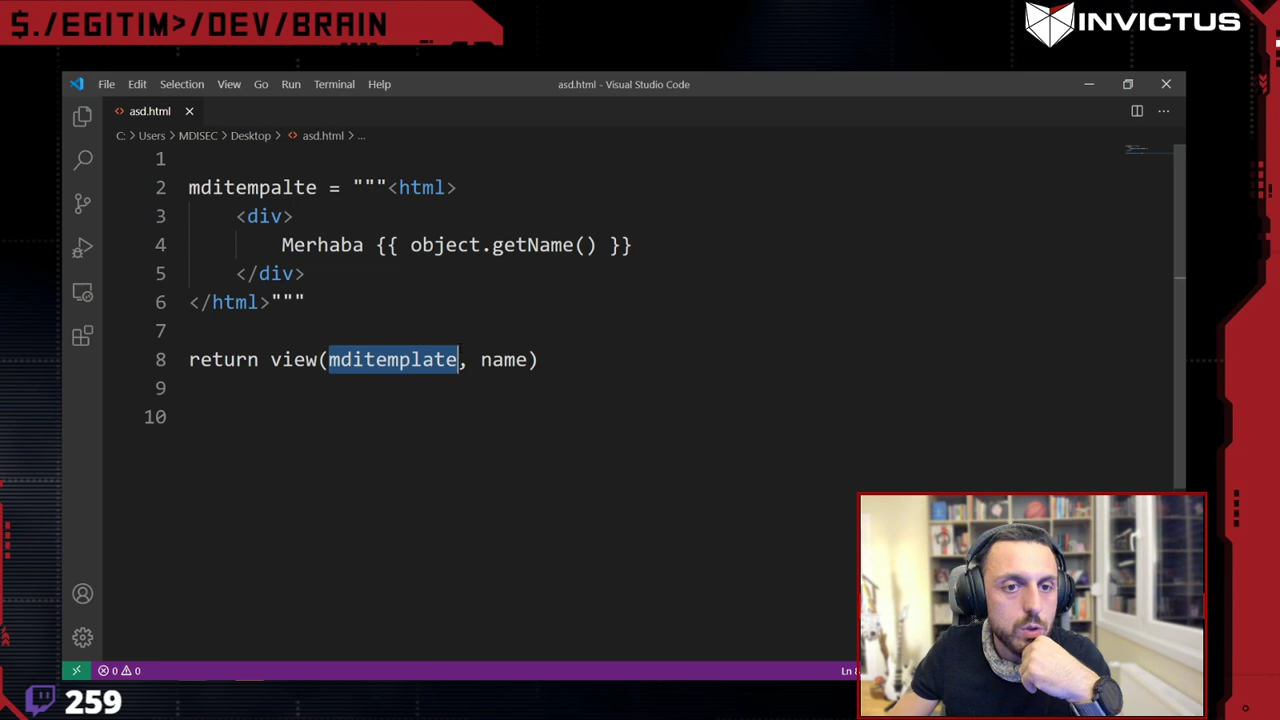 $./EGITIM>/DEV/BRAIN
INVICTUS
File Edit Selection View Go Run Terminal Help
asd.html - Visual Studio Code
asd.html
C: > Users > MDISEC > Desktop > asd.html > ...
1
2 mditempalte = """<html>
3 <div>
4 Merhaba {{ object.getName() }}
5 </div>
6 </html>"""
7
8 return view(mditemplate, name)
9
10
0 0
259